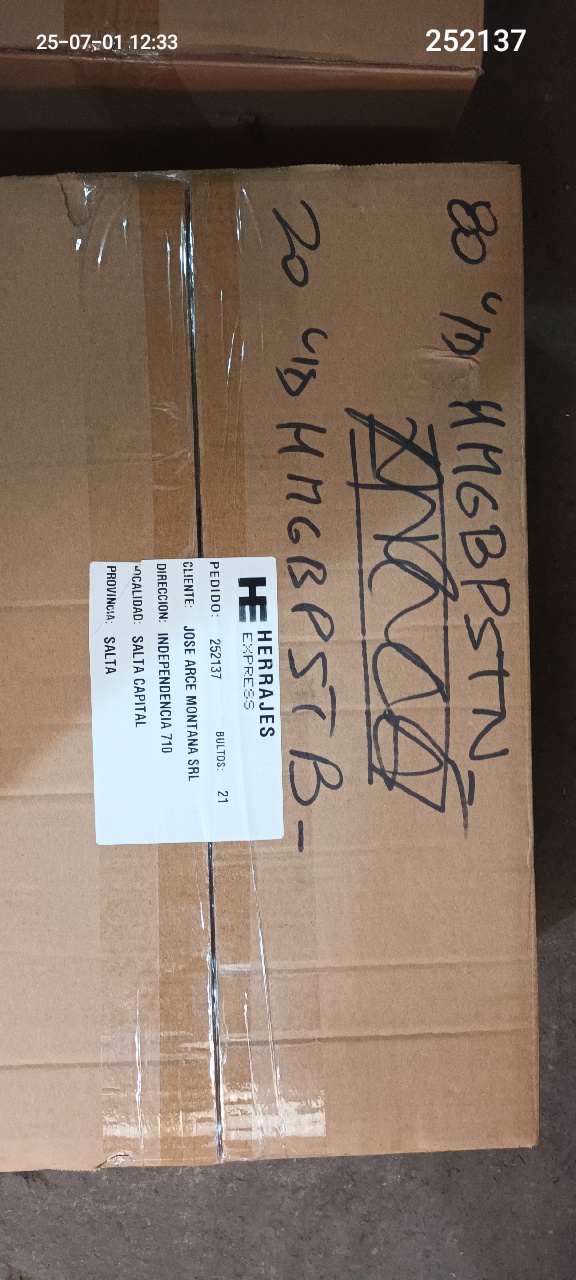 25-07-01 12:33
252137
80 U/D HMGBPSTN-
20 U/D HMGBPSTB-
HE HERRAJES
EXPRESS
PEDIDO: 252137 BULTOS: 21
CLIENTE: JOSE ARCE MONTANA SRL
DIRECCION: INDEPENDENCIA 710
LOCALIDAD: SALTA CAPITAL
PROVINCIA: SALTA